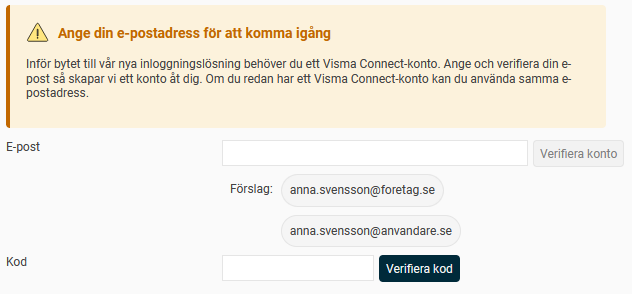 Ange din e-postadress för att komma igång
Inför bytet till vår nya inloggningslösning behöver du ett Visma Connect-konto. Ange och verifiera din e-
post så skapar vi ett konto åt dig. Om du redan har ett Visma Connect-konto kan du använda samma e-
postadress.
E-post
Verifiera konto
Förslag:
anna.svensson@foretag.se
anna.svensson@anvandare.se
Kod
Verifiera kod